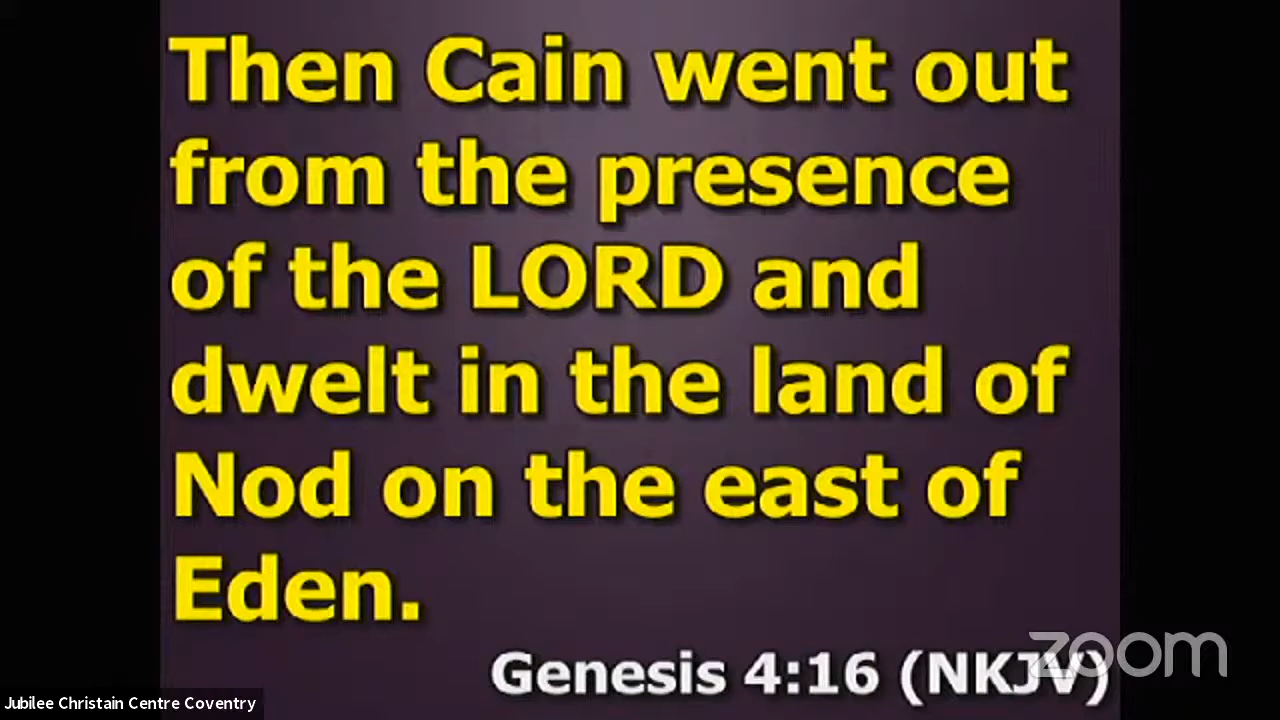 Then Cain went out
from the presence
of the LORD and
dwelt in the land of
Nod on the east of
Eden.
Genesis 4:16 (NKJV)
zoom
Jubilee Christain Centre Coventry